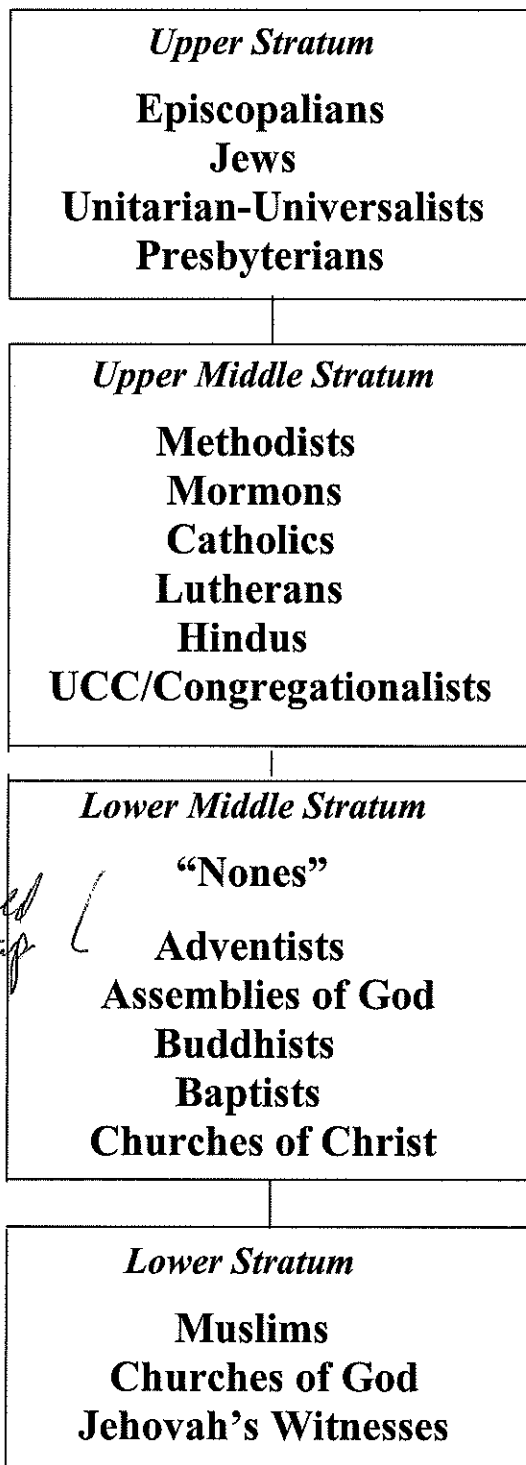 Upper Stratum
Episcopalians
Jews
Unitarian-Universalists
Presbyterians
Upper Middle Stratum
Methodists
Mormons
Catholics
Lutherans
Hindus
UCC/Congregationalists
Lower Middle Stratum
“Nones”
Adventists
Assemblies of God
Buddhists
Baptists
Churches of Christ
Lower Stratum
Muslims
Churches of God
Jehovah’s Witnesses